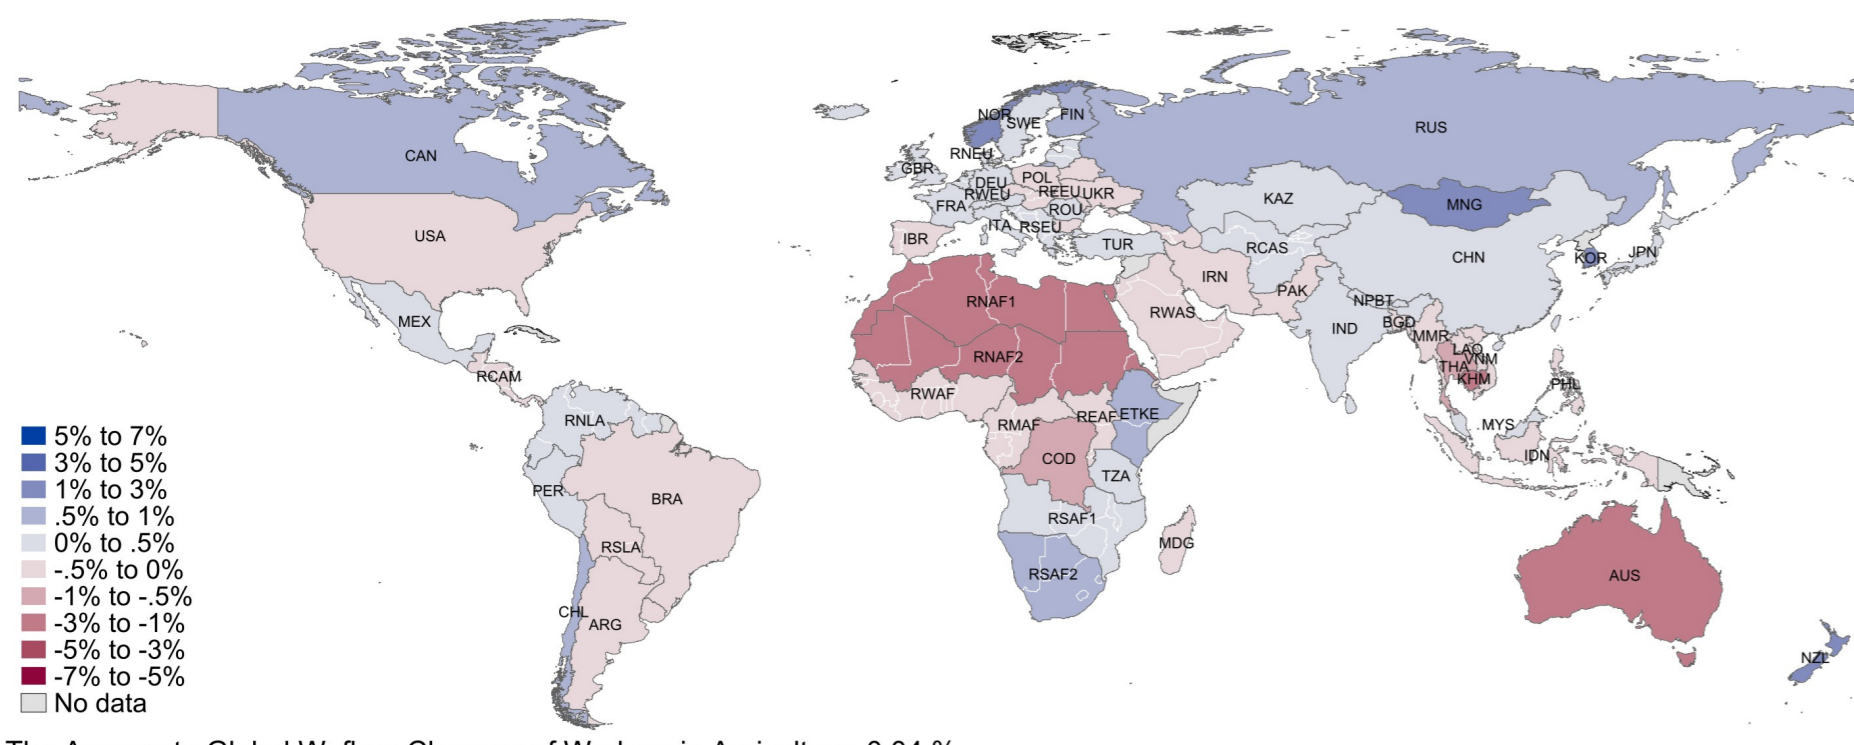 CAN
USA
MEX
RCAM
RNLA
PER
BRA
RSLA
CHL
ARG
NOR
SWE
FIN
RNEU
GBR
DEU
POL
RWEU
REEU
UKR
FRA
ROU
ITA
RSEU
IBR
TUR
RUS
KAZ
MNG
RCAS
CHN
KOR
JPN
IRN
PAK
NPBT
RWAS
IND
BGD
MMR
LAO
VNM
THA
KHM
PHL
MYS
IDN
RNAF1
RNAF2
RWAF
RMAF
REAF
ETKE
COD
TZA
RSAF1
MDG
RSAF2
AUS
NZL
5% to 7%
3% to 5%
1% to 3%
.5% to 1%
0% to .5%
-.5% to 0%
-1% to -.5%
-3% to -1%
-5% to -3%
-7% to -5%
No data